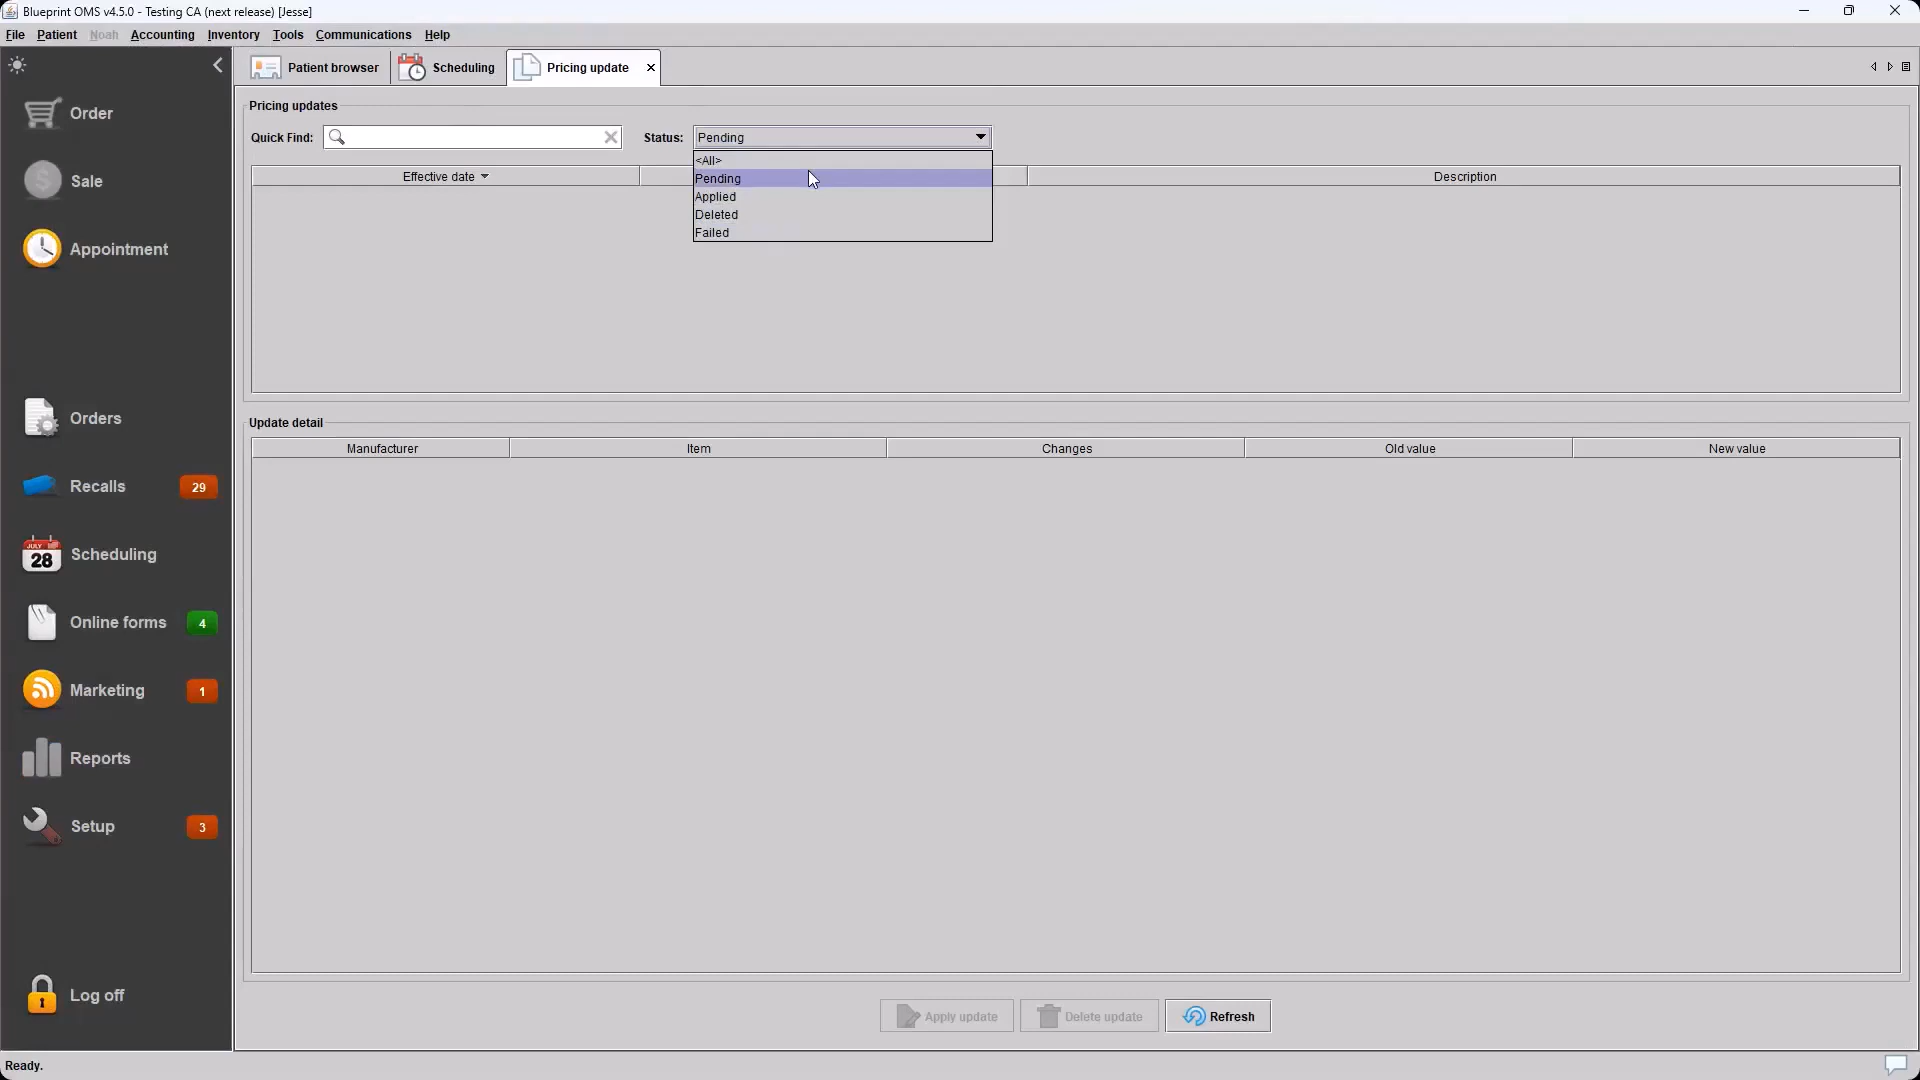 Blueprint OMS v4.5.0 - Testing CA (next release) [Jesse]
File Patient Noah Accounting Inventory Tools Communications Help
Patient browser Scheduling Pricing update
Order
Sale
Appointment
Orders
Recalls 29
JULY 28 Scheduling
Online forms 4
Marketing 1
Reports
Setup 3
Log off
Pricing updates
Quick Find: Status: Pending
<All>
Pending
Applied
Deleted
Failed
Effective date Description
Update detail
Manufacturer Item Changes Old value New value
Apply update Delete update Refresh
Ready.